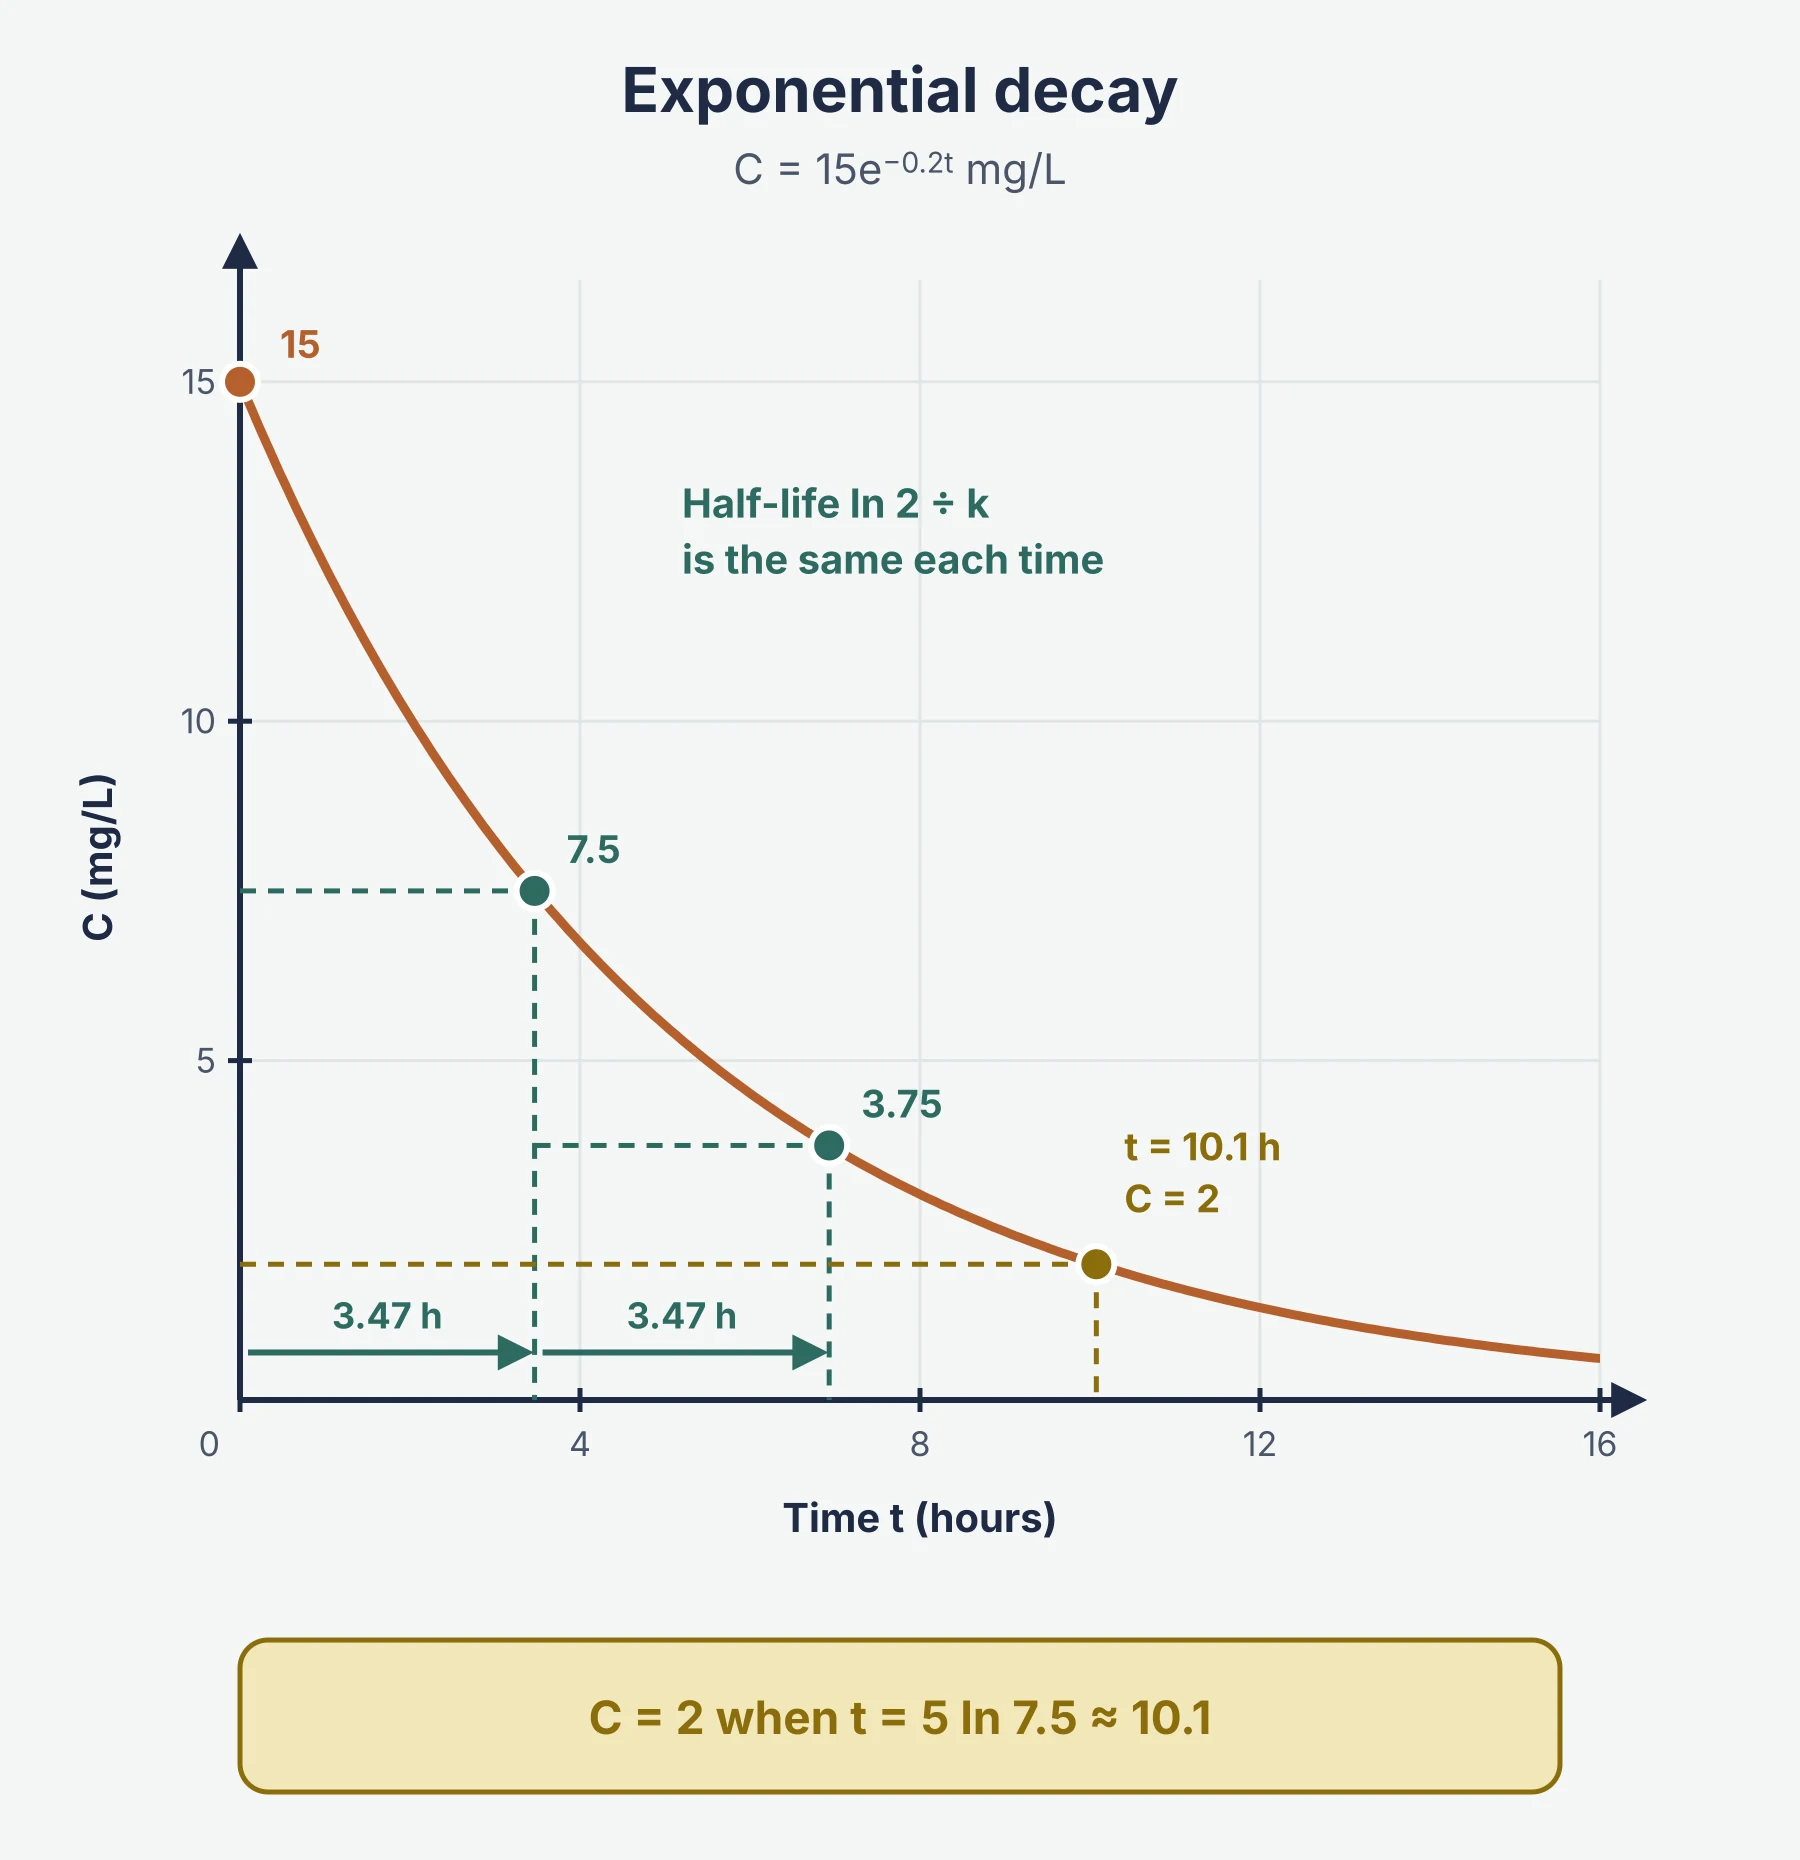 Exponential decay
C = 15e⁻⁰·²ᵗ mg/L
15
15
Half-life ln 2 ÷ k
is the same each time
10
C (mg/L)
7.5
5
3.75
t = 10.1 h
C = 2
3.47 h
3.47 h
0
4
8
12
16
Time t (hours)
C = 2 when t = 5 ln 7.5 ≈ 10.1